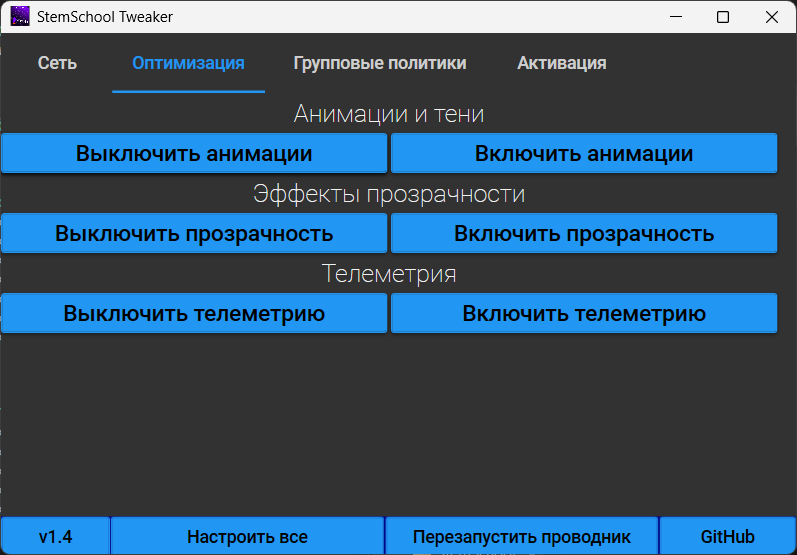 StemSchool Tweaker
Сеть Оптимизация Групповые политики Активация
Анимации и тени
Выключить анимации Включить анимации
Эффекты прозрачности
Выключить прозрачность Включить прозрачность
Телеметрия
Выключить телеметрию Включить телеметрию
v1.4 Настроить все Перезапустить проводник GitHub